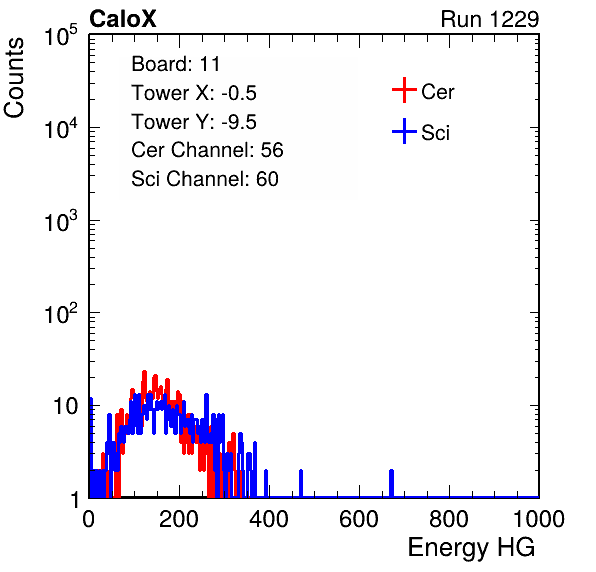 CaloX Run 1229
Counts
Board: 11
Tower X: -0.5
Tower Y: -9.5
Cer Channel: 56
Sci Channel: 60
Cer
Sci
10^5
10^4
10^3
10^2
10
1
0 200 400 600 800 1000
Energy HG